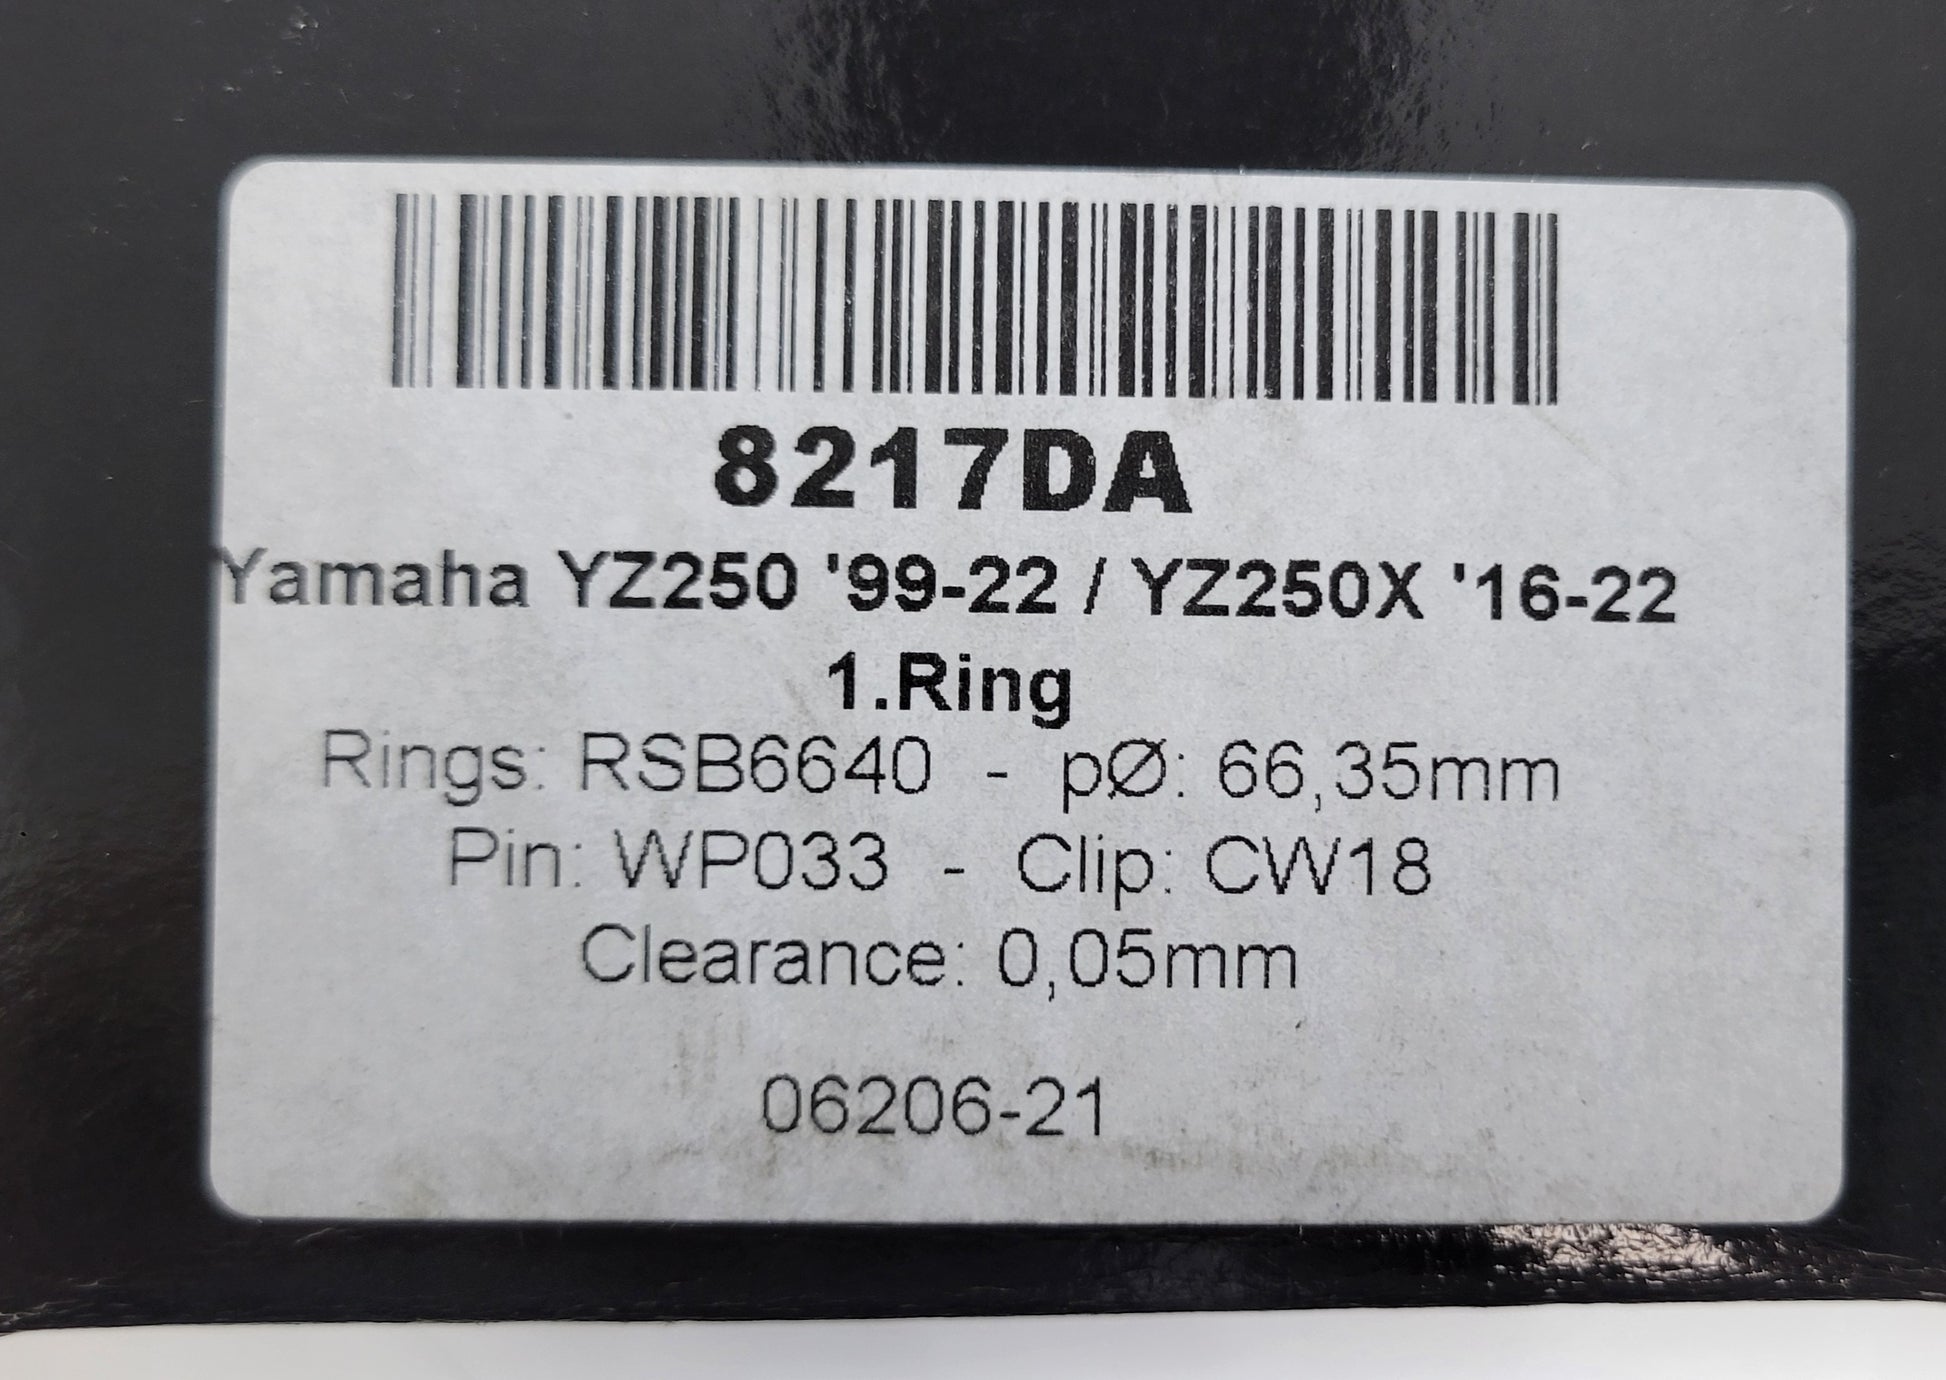 8217DA
Yamaha YZ250 '99-22 / YZ250X '16-22
1.Ring
Rings: RSB6640 - pØ: 66,35mm
Pin: WP033 - Clip: CW18
Clearance: 0,05mm
06206-21